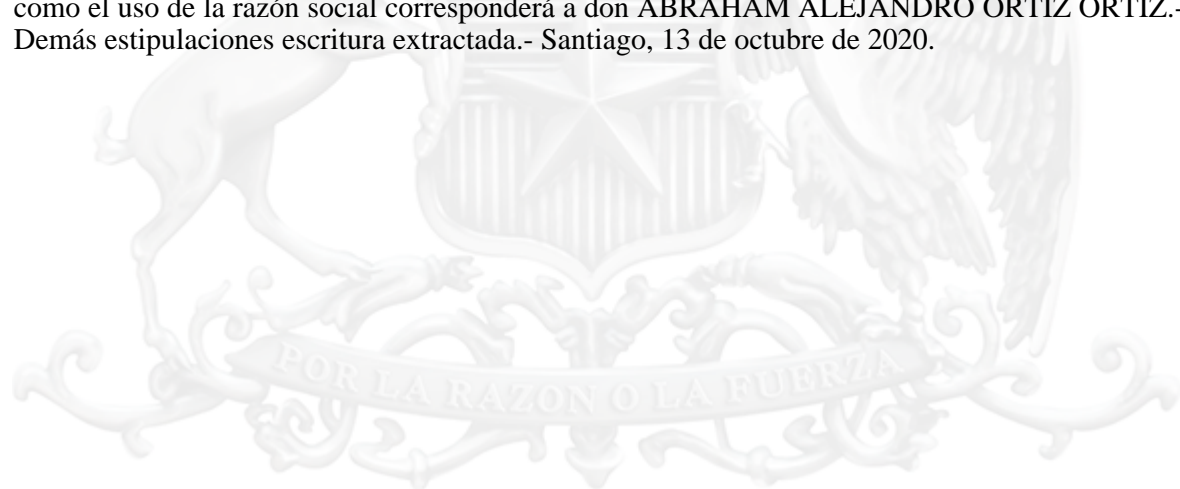 como el uso de la razón social corresponderá a don ABRAHAM ALEJANDRO ORTIZ ORTIZ.-
Demás estipulaciones escritura extractada.- Santiago, 13 de octubre de 2020.
POR LA RAZON O LA FUERZA